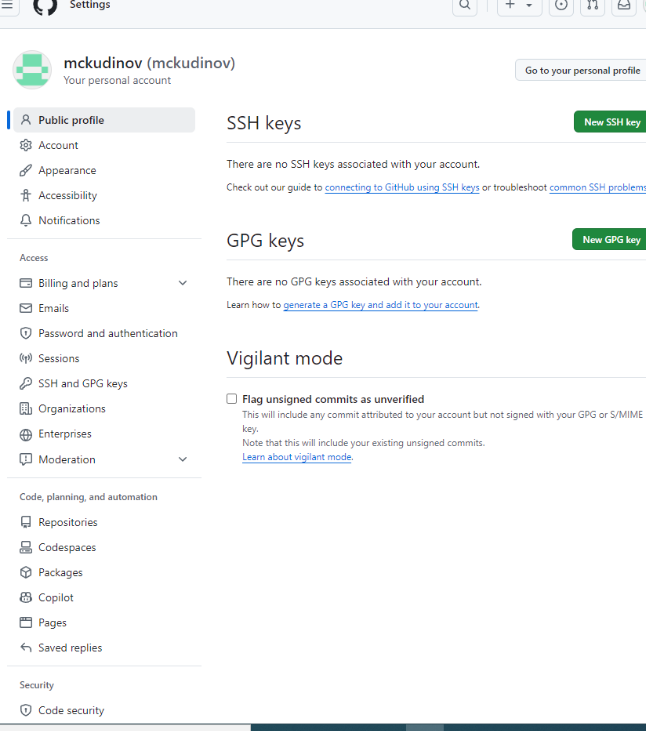 Settings
mckudinov (mckudinov)
Your personal account
Go to your personal profile
Public profile
Account
Appearance
Accessibility
Notifications
Access
Billing and plans
Emails
Password and authentication
Sessions
SSH and GPG keys
Organizations
Enterprises
Moderation
Code, planning, and automation
Repositories
Codespaces
Packages
Copilot
Pages
Saved replies
Security
Code security
SSH keys
New SSH key
There are no SSH keys associated with your account.
Check out our guide to connecting to GitHub using SSH keys or troubleshoot common SSH problems
GPG keys
New GPG key
There are no GPG keys associated with your account.
Learn how to generate a GPG key and add it to your account.
Vigilant mode
Flag unsigned commits as unverified
This will include any commit attributed to your account but not signed with your GPG or S/MIME
key.
Note that this will include your existing unsigned commits.
Learn about vigilant mode.